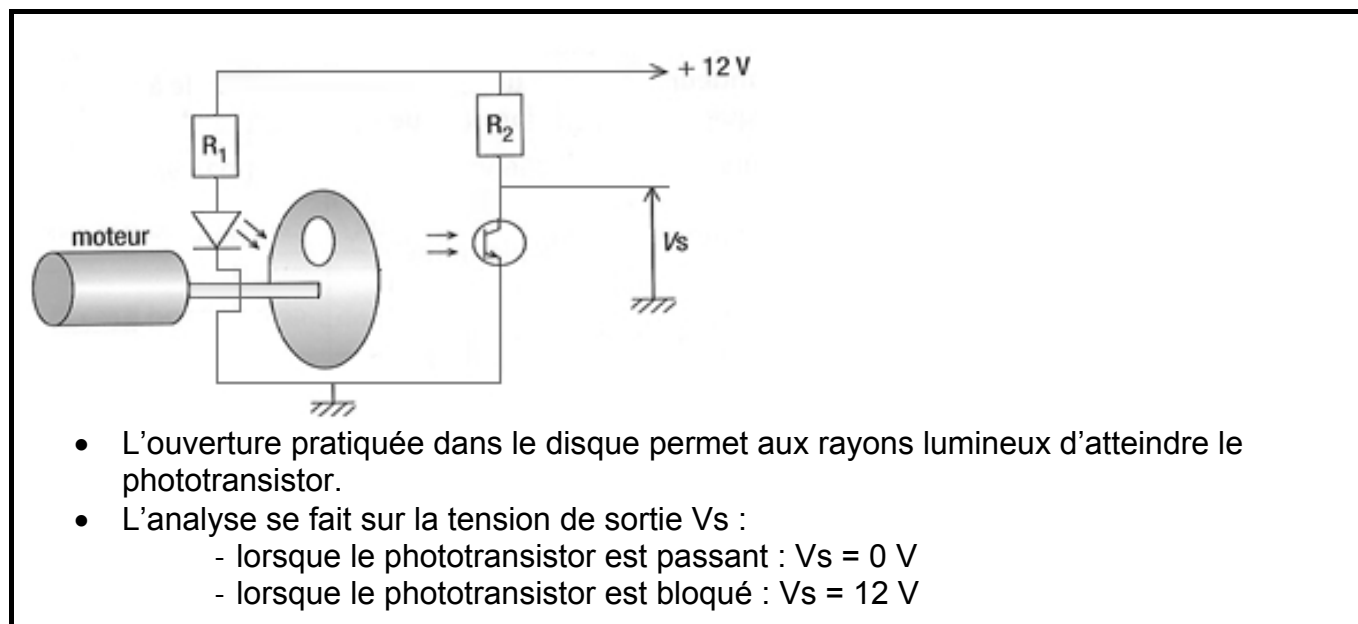 + 12 V
R₁
R₂
moteur
Vs
• L’ouverture pratiquée dans le disque permet aux rayons lumineux d’atteindre le
phototransistor.
• L’analyse se fait sur la tension de sortie Vs :
- lorsque le phototransistor est passant : Vs = 0 V
- lorsque le phototransistor est bloqué : Vs = 12 V